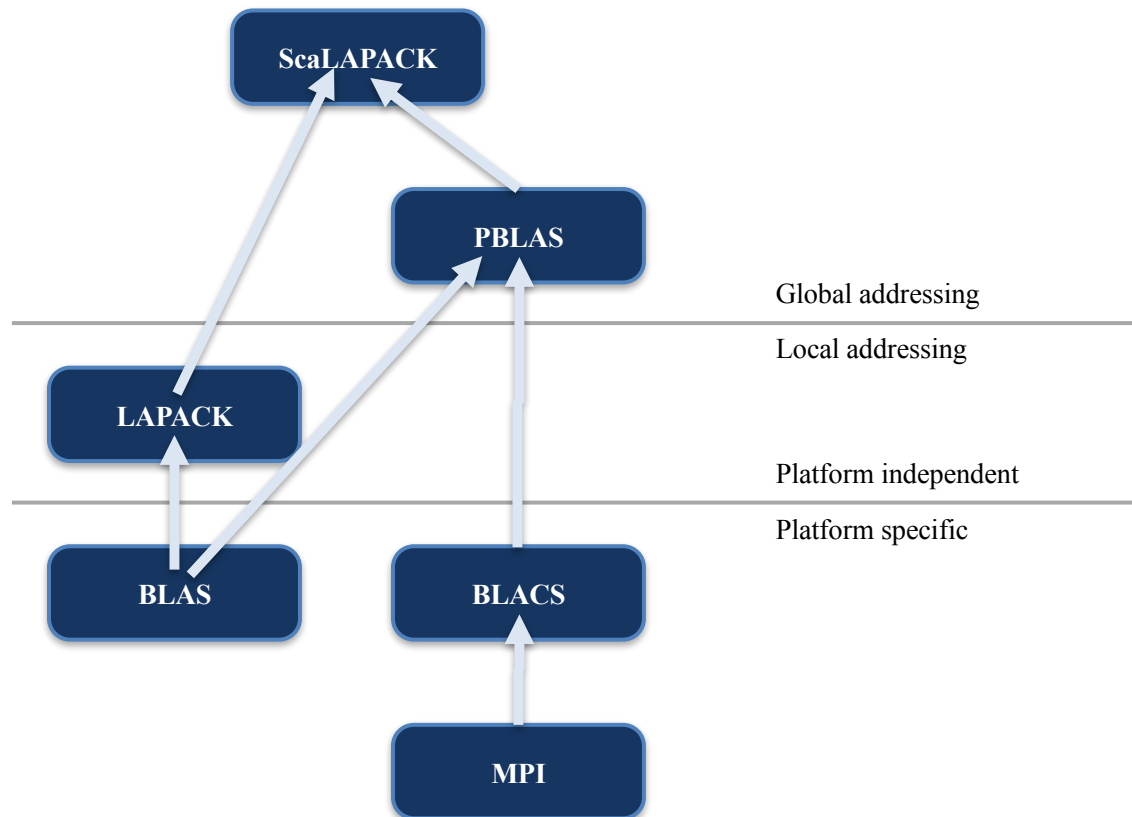 ScaLAPACK
PBLAS
Global addressing
Local addressing
LAPACK
Platform independent
Platform specific
BLAS
BLACS
MPI